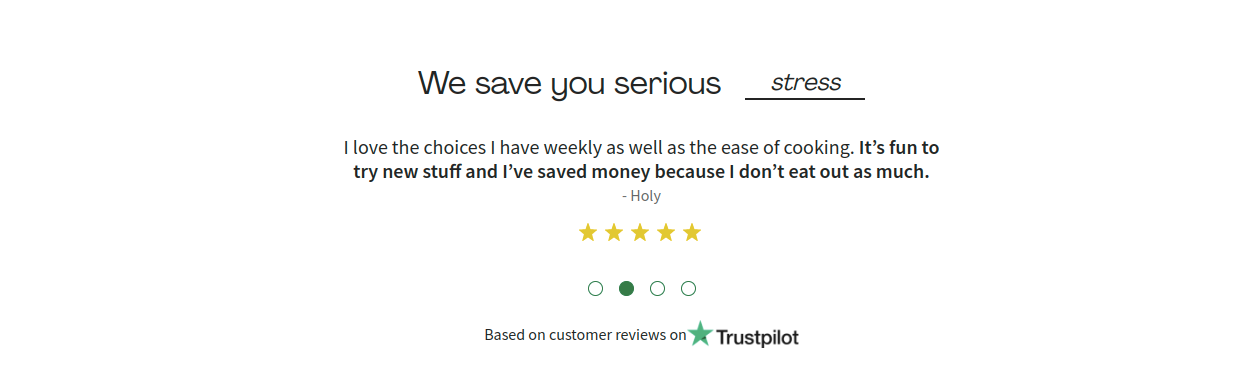 We save you serious stress
I love the choices I have weekly as well as the ease of cooking. It’s fun to
try new stuff and I’ve saved money because I don’t eat out as much.
- Holy
Based on customer reviews on Trustpilot